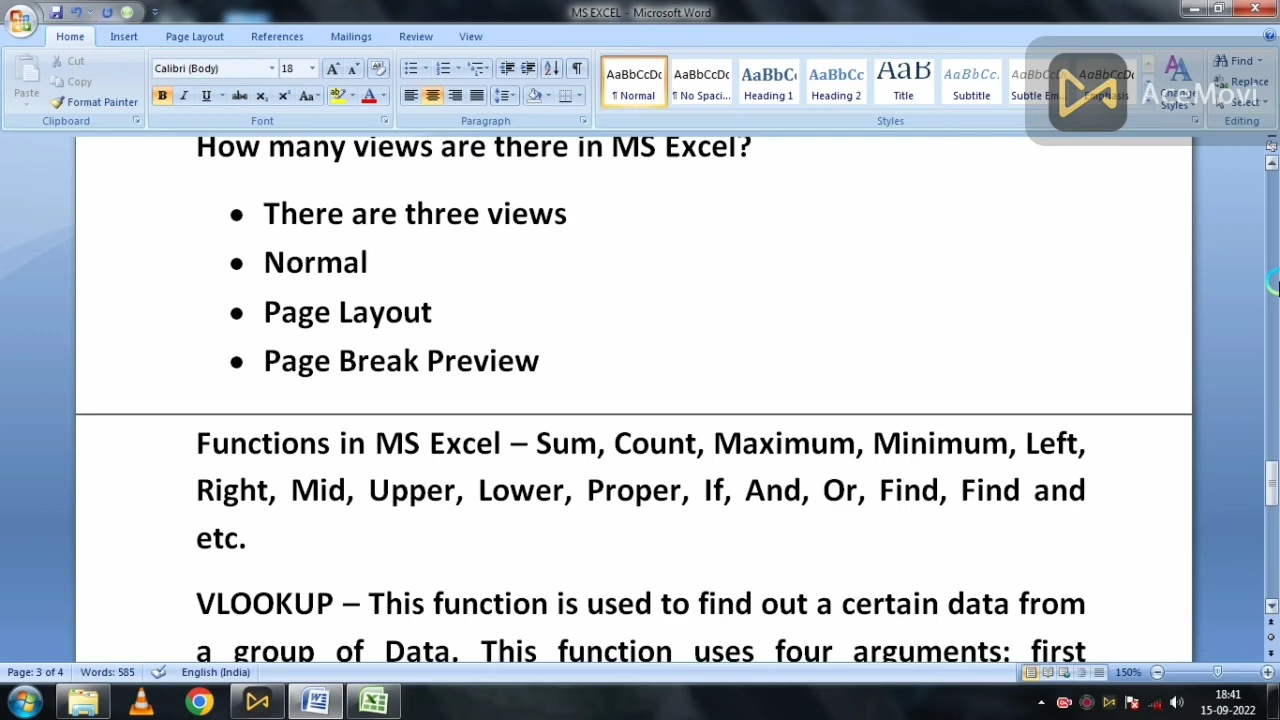 MS EXCEL - Microsoft Word
Home Insert Page Layout References Mailings Review View
Paste
Cut
Copy
Format Painter
Clipboard
Calibri (Body) 18
Font
Paragraph
AaBbCcDc AaBbCcDc AaBbC AaBbCc AaB AaBbCc. AaBbCcDc AaBbCcDc
¶ Normal ¶ No Spaci... Heading 1 Heading 2 Title Subtitle Subtle Em... Emphasis
Change Styles
Styles
Find
Replace
Select
Editing
AceMovi
How many views are there in MS Excel?
• There are three views
• Normal
• Page Layout
• Page Break Preview
Functions in MS Excel – Sum, Count, Maximum, Minimum, Left,
Right, Mid, Upper, Lower, Proper, If, And, Or, Find, Find and
etc.
VLOOKUP – This function is used to find out a certain data from
a group of Data. This function uses four arguments: first
Page: 3 of 4 Words: 585 English (India) 150%
18:41
15-09-2022